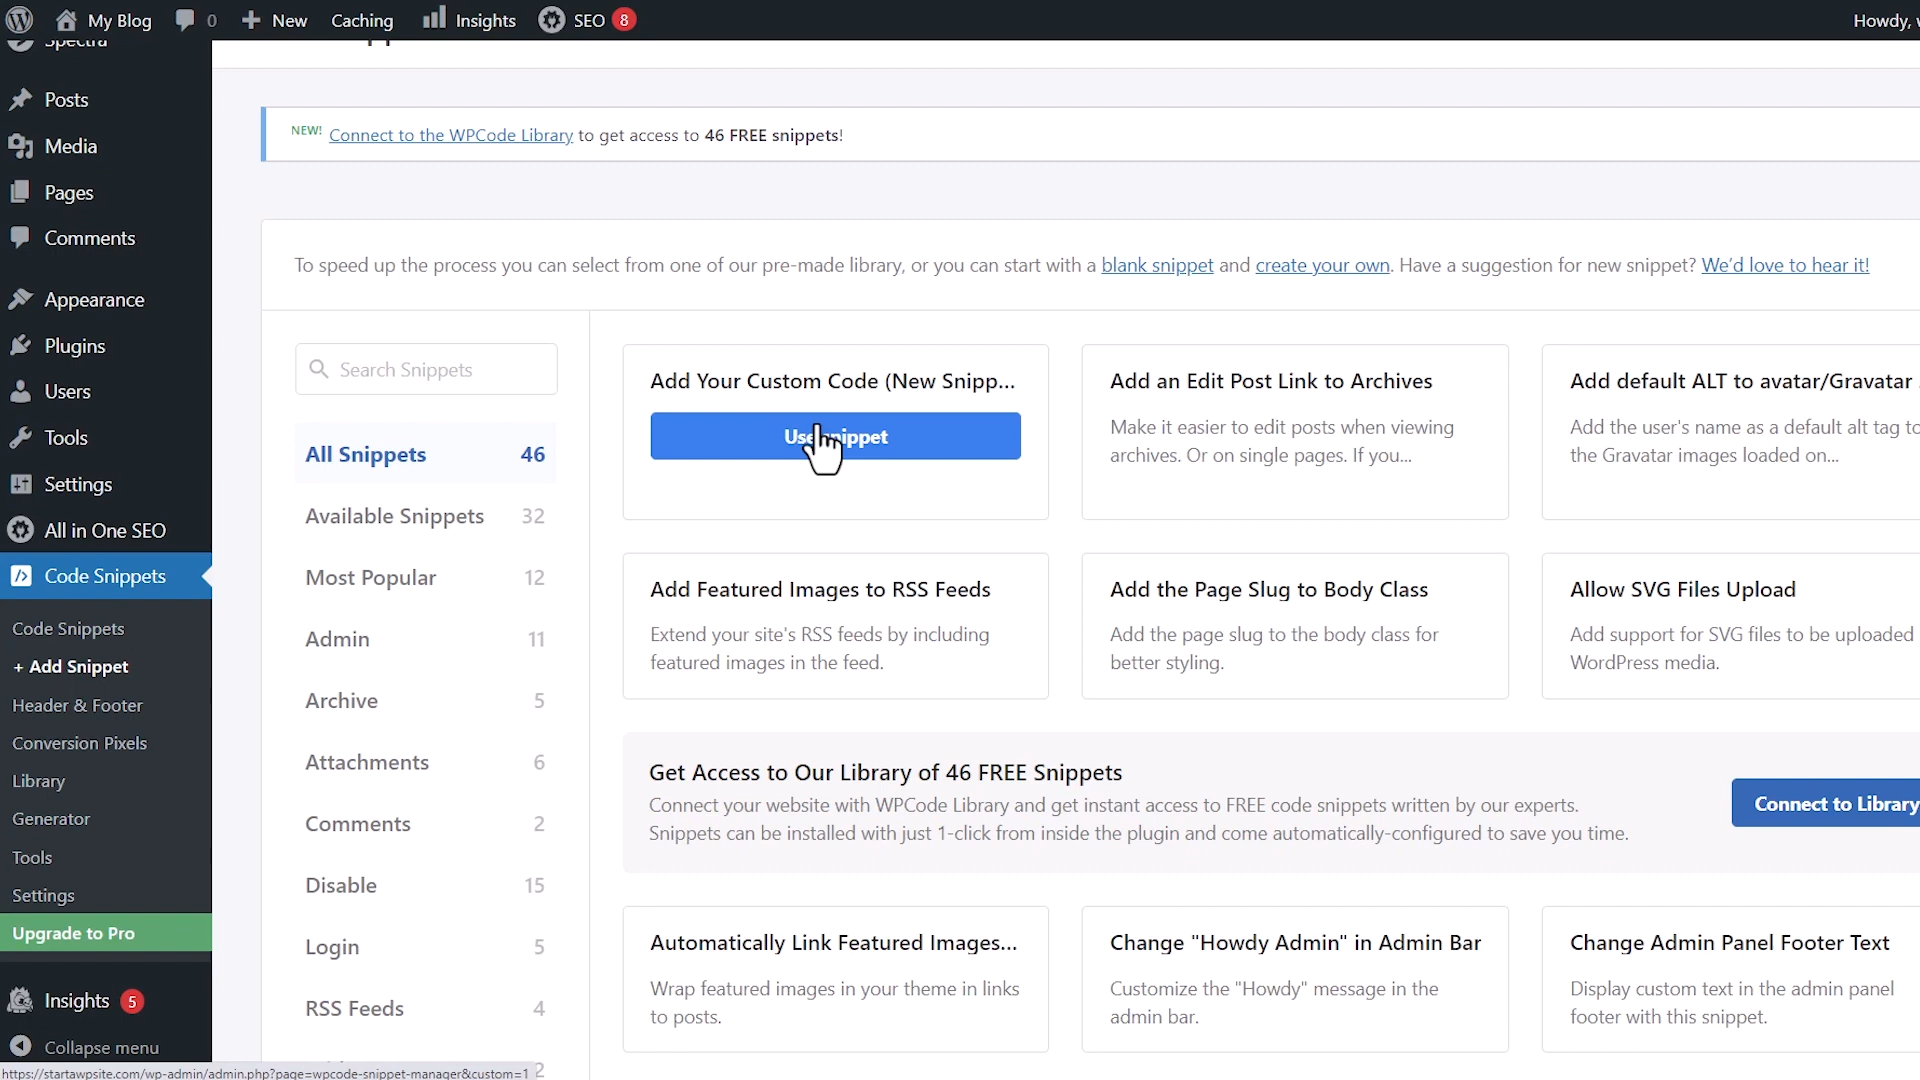 My Blog
0
New
Caching
Insights
SEO
8
Howdy,
Spectra
Posts
Media
Pages
Comments
Appearance
Plugins
Users
Tools
Settings
All in One SEO
Code Snippets
Code Snippets
+ Add Snippet
Header & Footer
Conversion Pixels
Library
Generator
Tools
Settings
Upgrade to Pro
Insights
5
Collapse menu
NEW! Connect to the WPCode Library to get access to 46 FREE snippets!
To speed up the process you can select from one of our pre-made library, or you can start with a blank snippet and create your own. Have a suggestion for new snippet? We'd love to hear it!
Search Snippets
All Snippets 46
Available Snippets 32
Most Popular 12
Admin 11
Archive 5
Attachments 6
Comments 2
Disable 15
Login 5
RSS Feeds 4
2
Add Your Custom Code (New Snipp...
Use snippet
Add an Edit Post Link to Archives
Make it easier to edit posts when viewing
archives. Or on single pages. If you...
Add default ALT to avatar/Gravatar
Add the user's name as a default alt tag to
the Gravatar images loaded on...
Add Featured Images to RSS Feeds
Extend your site's RSS feeds by including
featured images in the feed.
Add the Page Slug to Body Class
Add the page slug to the body class for
better styling.
Allow SVG Files Upload
Add support for SVG files to be uploaded
WordPress media.
Get Access to Our Library of 46 FREE Snippets
Connect your website with WPCode Library and get instant access to FREE code snippets written by our experts.
Snippets can be installed with just 1-click from inside the plugin and come automatically-configured to save you time.
Connect to Library
Automatically Link Featured Images...
Wrap featured images in your theme in links
to posts.
Change "Howdy Admin" in Admin Bar
Customize the "Howdy" message in the
admin bar.
Change Admin Panel Footer Text
Display custom text in the admin panel
footer with this snippet.
https://startawpsite.com/wp-admin/admin.php?page=wpcode-snippet-manager&custom=1